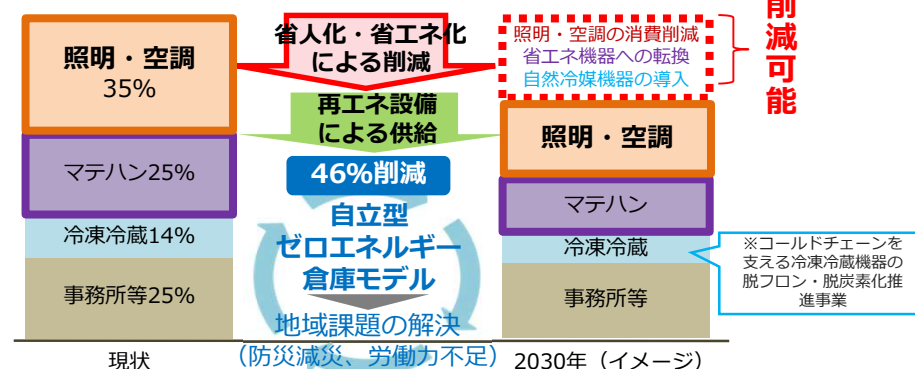 照明・空調
35%
マテハン25%
冷凍冷蔵14%
事務所等25%
現状
省人化・省エネ化
による削減
再エネ設備
による供給
46%削減
自立型
ゼロエネルギー
倉庫モデル
地域課題の解決
（防災減災、労働力不足）
照明・空調の消費削減
省エネ機器への転換
自然冷媒機器の導入
削減可能
照明・空調
マテハン
冷凍冷蔵
事務所等
2030年（イメージ）
※コールドチェーンを
支える冷凍冷蔵機器の
脱フロン・脱炭素化推
進事業